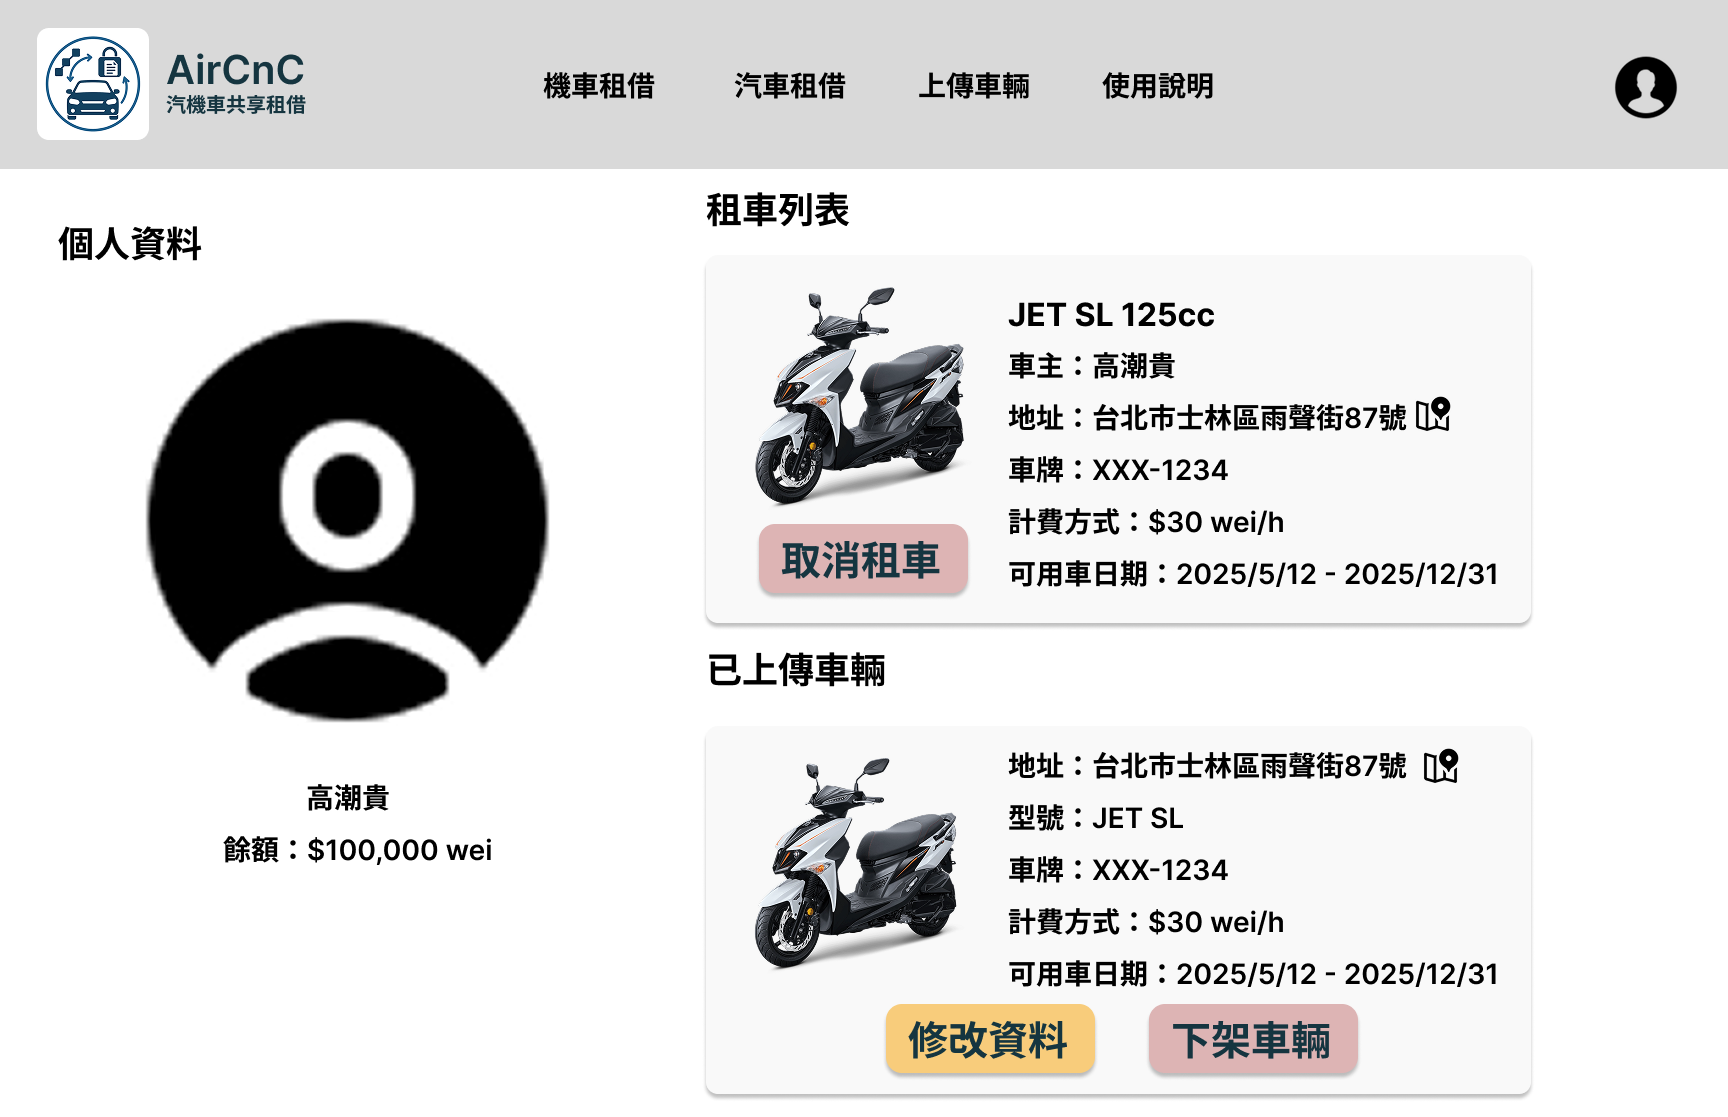 AirCnC
汽機車共享租借
機車租借
汽車租借
上傳車輛
使用說明
個人資料
高潮貴
餘額：$100,000 wei
租車列表
JET SL 125cc
車主：高潮貴
地址：台北市士林區雨聲街87號
車牌：XXX-1234
計費方式：$30 wei/h
可用車日期：2025/5/12 - 2025/12/31
取消租車
已上傳車輛
地址：台北市士林區雨聲街87號
型號：JET SL
車牌：XXX-1234
計費方式：$30 wei/h
可用車日期：2025/5/12 - 2025/12/31
修改資料
下架車輛